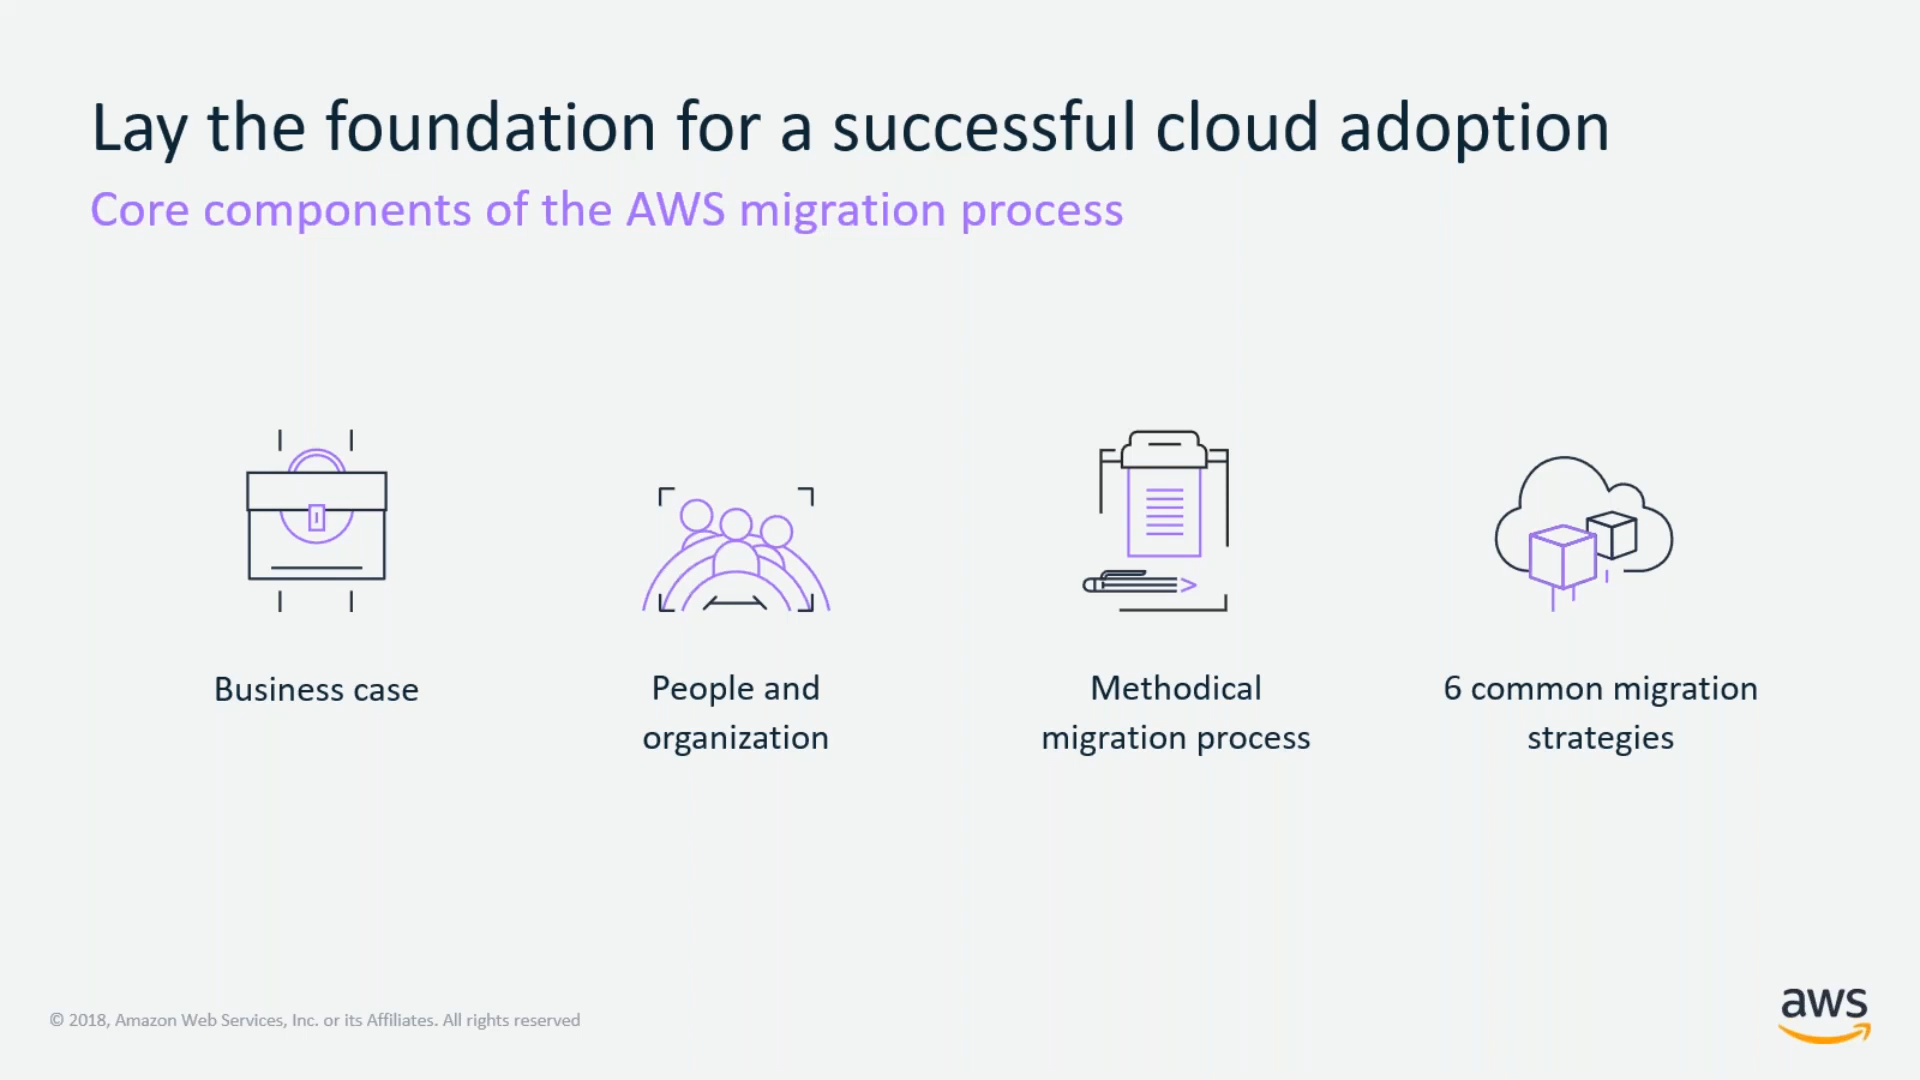 Lay the foundation for a successful cloud adoption
Core components of the AWS migration process
Business case
People and
organization
Methodical
migration process
6 common migration
strategies
© 2018, Amazon Web Services, Inc. or its Affiliates. All rights reserved
aws